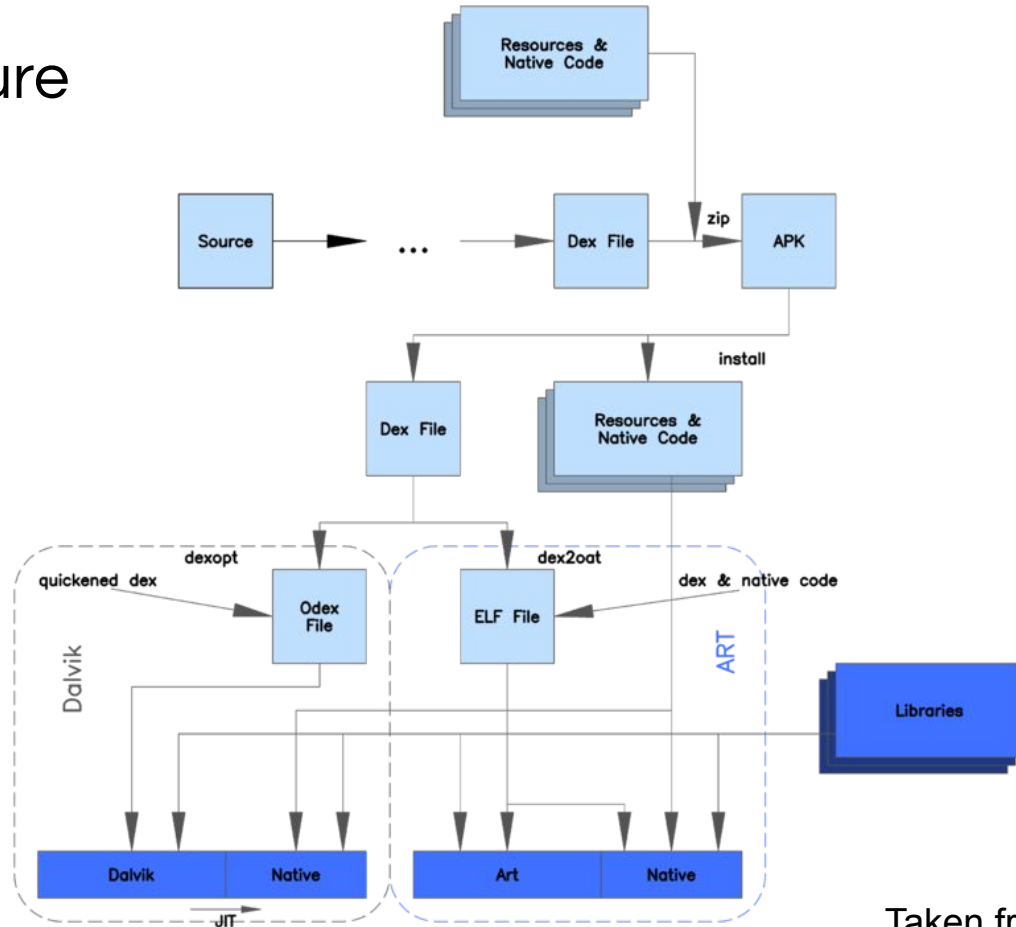 ure
Resources &
Native Code
Source
...
Dex File
zip
APK
install
Dex File
Resources &
Native Code
dexopt
dex2oat
quickened dex
dex & native code
Odex
File
ELF File
Dalvik
ART
Libraries
Dalvik
Native
Art
Native
JIT
Taken fr